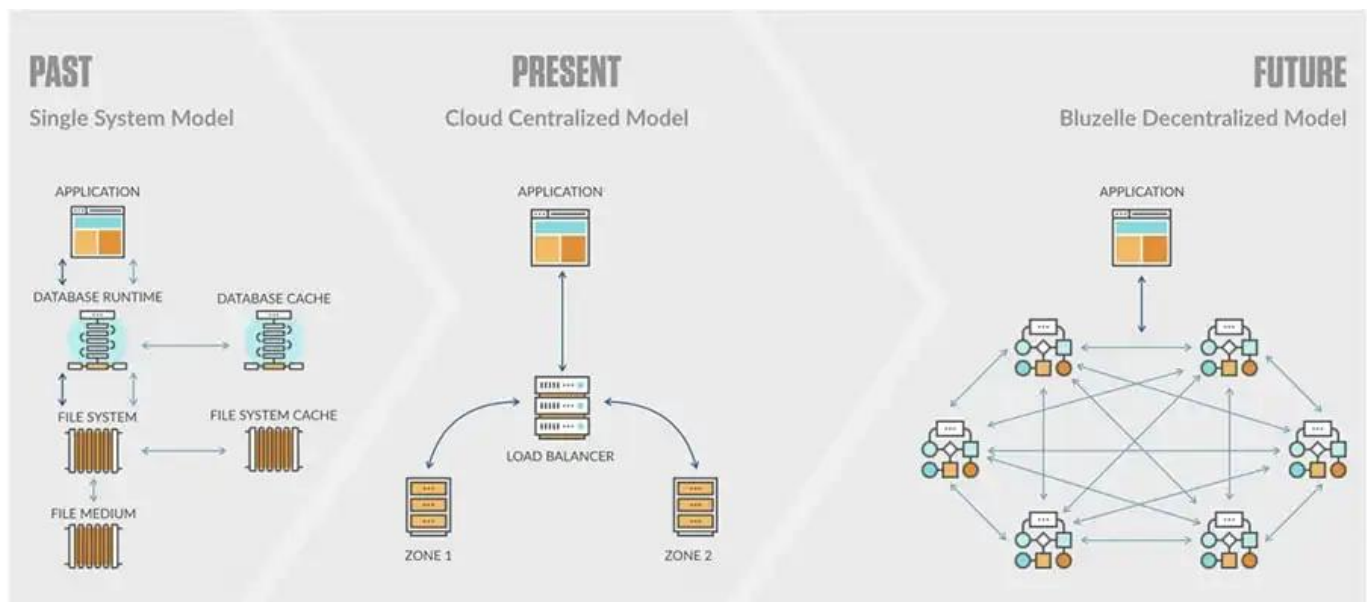 PAST
Single System Model
APPLICATION
DATABASE RUNTIME
DATABASE CACHE
FILE SYSTEM
FILE SYSTEM CACHE
FILE MEDIUM
PRESENT
Cloud Centralized Model
APPLICATION
LOAD BALANCER
ZONE 1
ZONE 2
FUTURE
Bluzelle Decentralized Model
APPLICATION